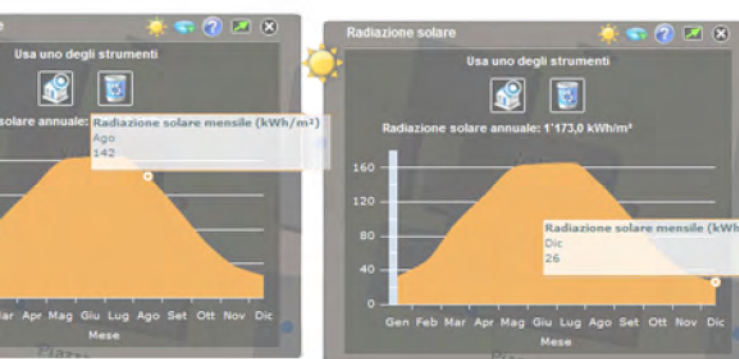 Usa uno degli strumenti
solare annuale:
Radiazione solare mensile (kWh/m²)
Ago
142
Apr Mag Giu Lug Ago Set Ott Nov Dic
Mese
Radiazione solare
Usa uno degli strumenti
Radiazione solare annuale: 1'173,0 kWh/m²
160
120
80
40
0
Radiazione solare mensile (kWh
Dic
26
Gen Feb Mar Apr Mag Giu Lug Ago Set Ott Nov Dic
Mese